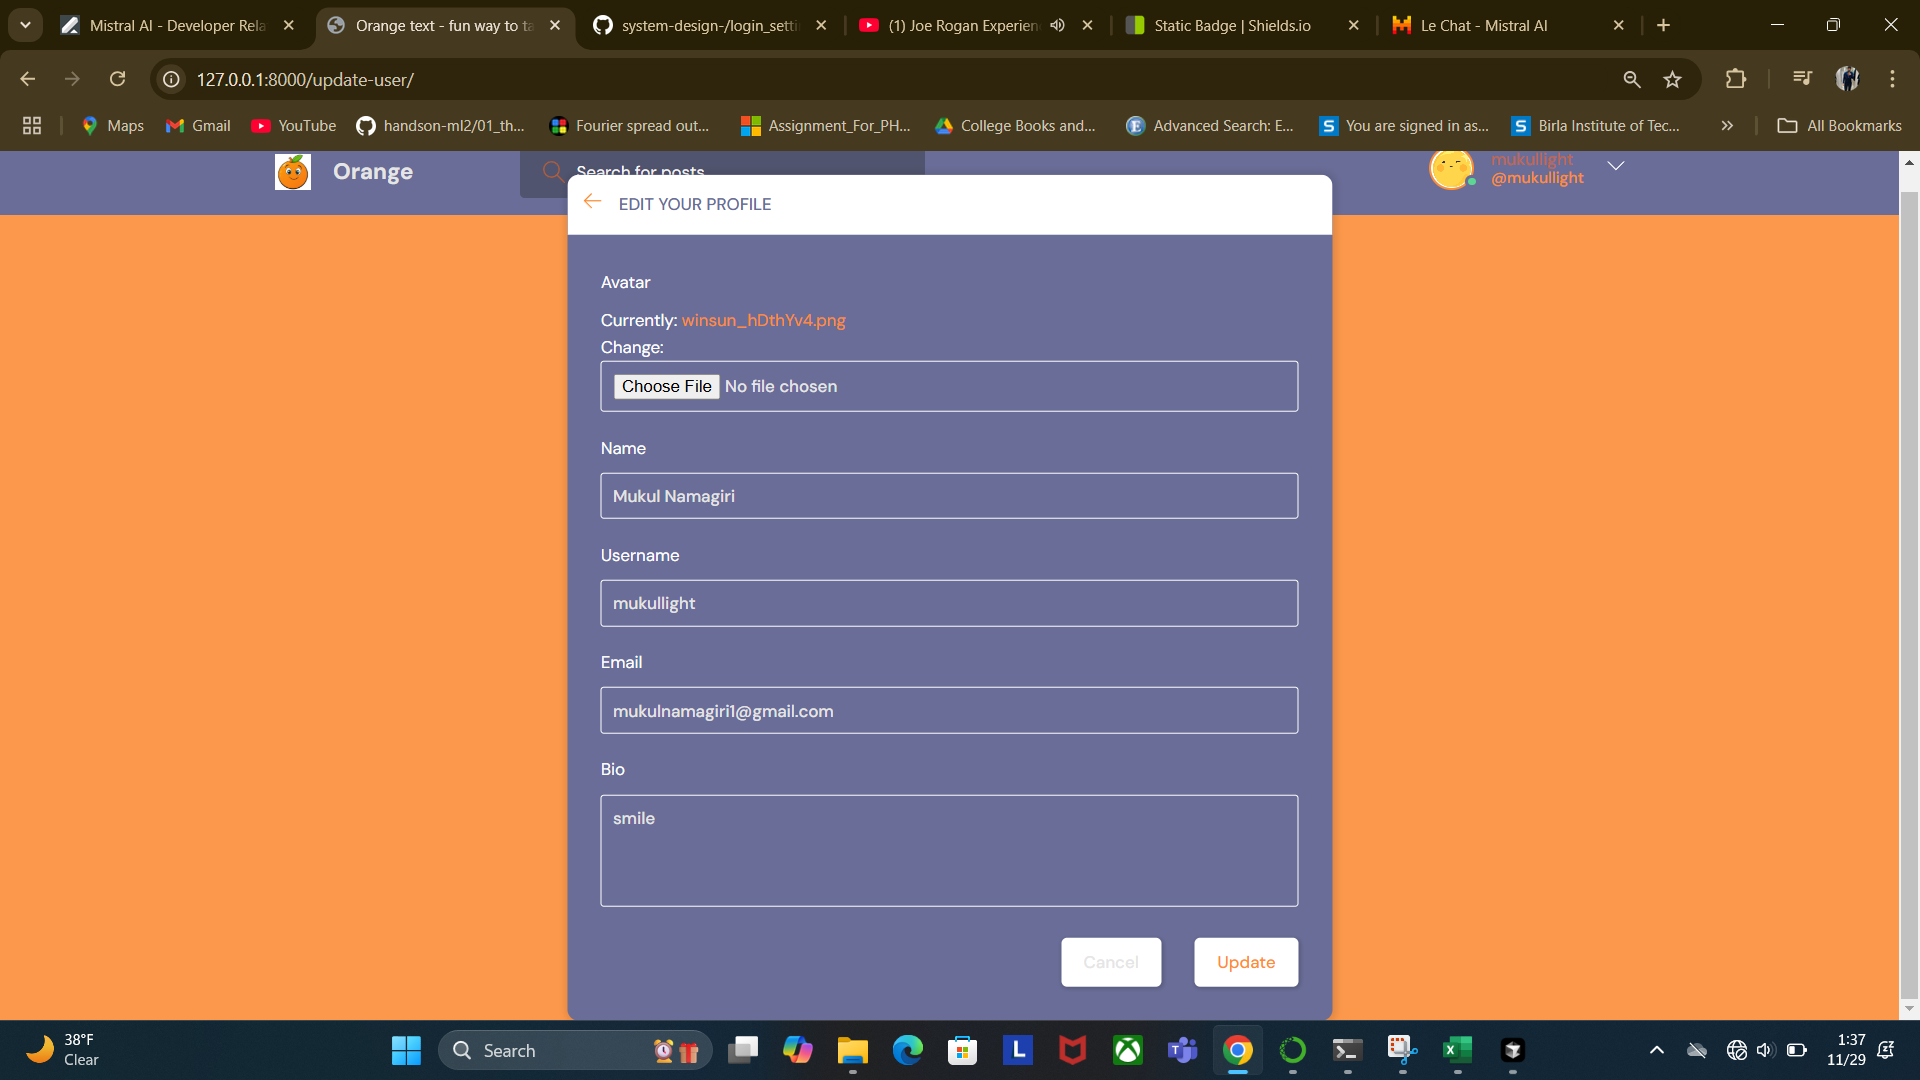 Mistral AI - Developer Rela
Orange text - fun way to ta
system-design-/login_setti
(1) Joe Rogan Experienc
Static Badge | Shields.io
Le Chat - Mistral AI
127.0.0.1:8000/update-user/
Maps
Gmail
YouTube
handson-ml2/01_th...
Fourier spread out...
Assignment_For_PH...
College Books and...
Advanced Search: E...
You are signed in as...
Birla Institute of Tec...
All Bookmarks
Orange
Search for posts
mukullight
@mukullight
EDIT YOUR PROFILE
Avatar
Currently: winsun_hDthYv4.png
Change:
Choose File No file chosen
Name
Mukul Namagiri
Username
mukullight
Email
mukulnamagiri1@gmail.com
Bio
smile
Cancel
Update
38°F
Clear
Search
1:37
11/29